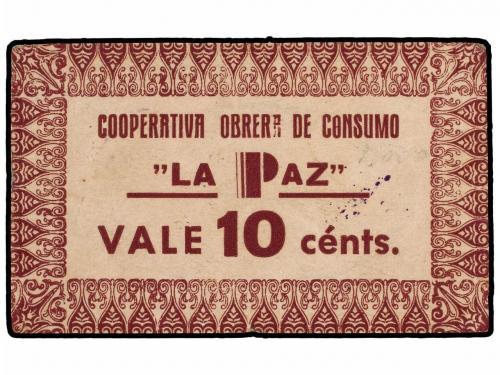 COOPERATIVA OBRERA DE CONSUMO
"LA PAZ"
VALE 10 cénts.